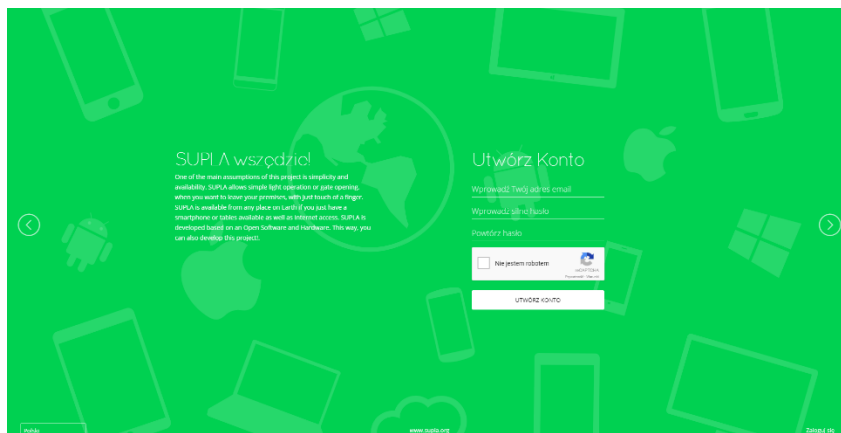 SUPLA wszędzie!
One of the main assumptions of this project is simplicity and
availability. SUPLA allows simple light operation or gate opening,
when you want to leave your premises, with just touch of a finger.
SUPLA is available from any place on Earth if you just have a
smartphone or tables available as well as internet access. SUPLA is
developed based on an Open Software and Hardware. This way, you
can also develop this project!.
Utwórz Konto
Wprowadź Twój adres email
Wprowadź silne hasło
Powtórz hasło
Nie jestem robotem
reCAPTCHA
UTWÓRZ KONTO
Polski
www.supla.org
Zaloguj się